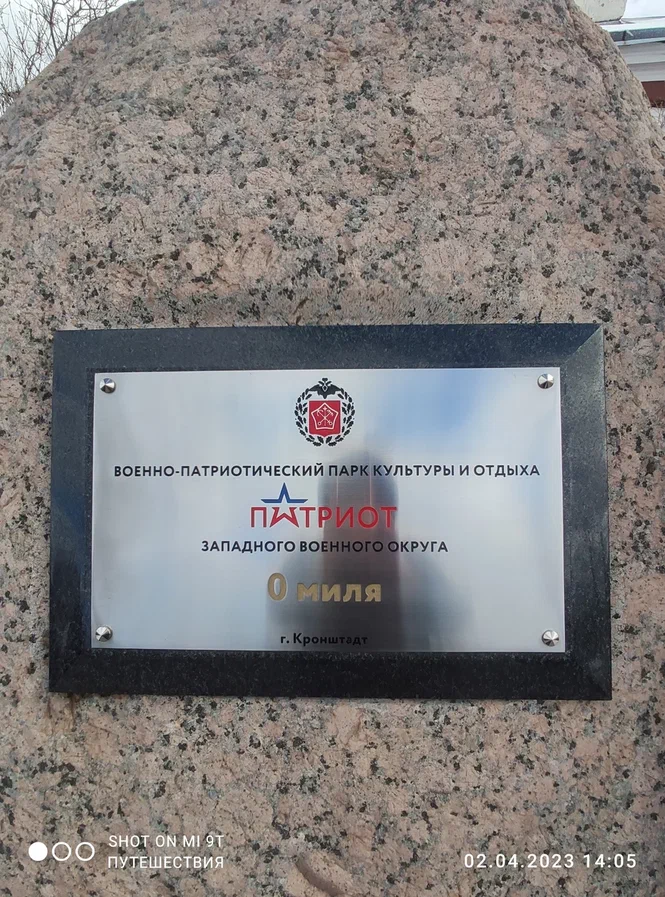 ВОЕННО-ПАТРИОТИЧЕСКИЙ ПАРК КУЛЬТУРЫ И ОТДЫХА
ПАТРИОТ
ЗАПАДНОГО ВОЕННОГО ОКРУГА
0 миля
г. Кронштадт
SHOT ON MI 9T
ПУТЕШЕСТВИЯ
02.04.2023 14:05